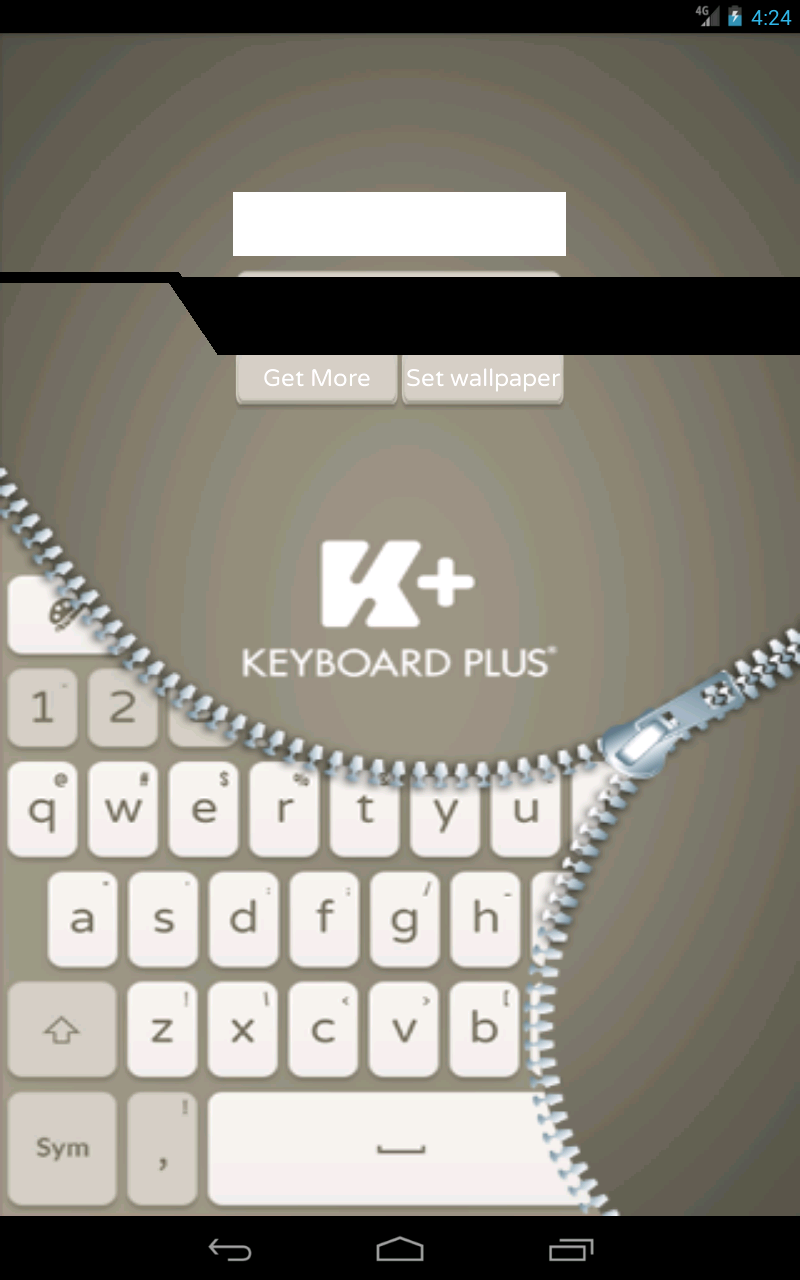 4G 4:24
Get More Set wallpaper
K+
KEYBOARD PLUS®
1 2
@ # $ %
q w e r t y u
: ; / -
a s d f g h
! \ < > [
z x c v b
Sym , !